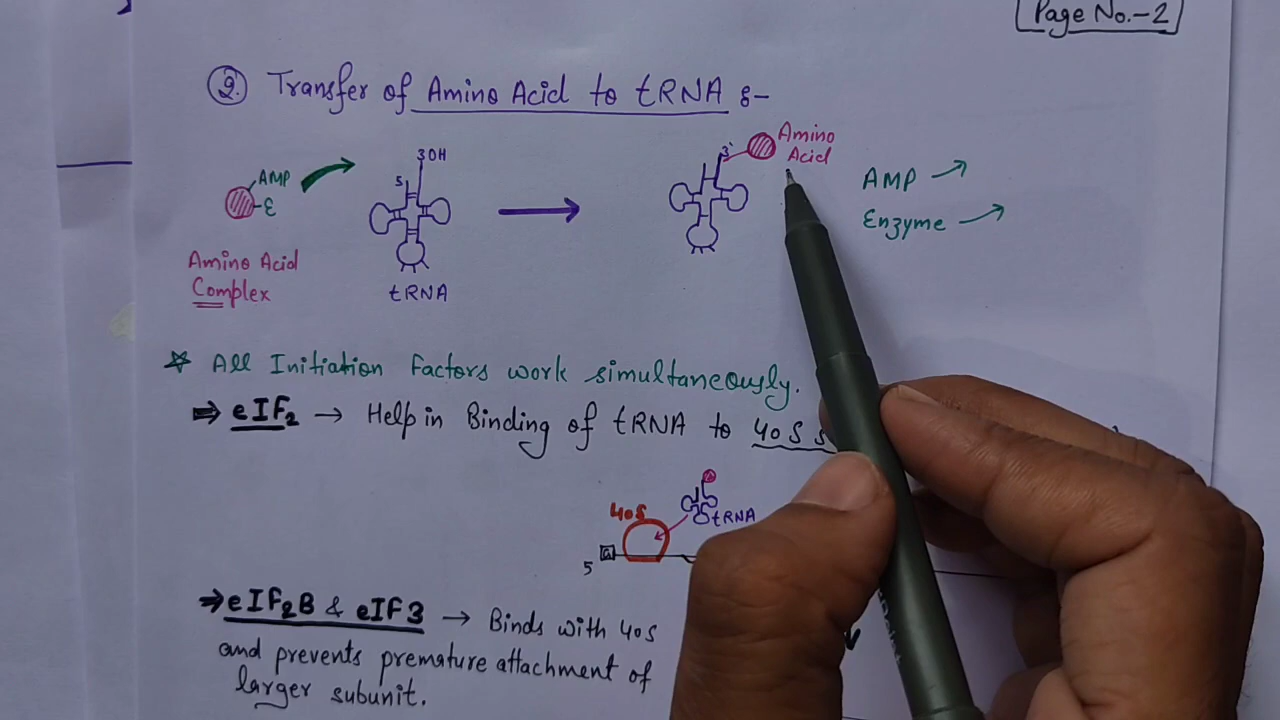 Page No.-2
2. Transfer of Amino Acid to tRNA :-
AMP
E
Amino Acid
Complex
3'OH
5
tRNA
3'
Amino
Acid
AMP
Enzyme
All Initiation Factors work simultaneously.
⇒ eIF2 → Help in Binding of tRNA to 40S
40S
tRNA
5
G
⇒ eIF2B & eIF3 → Binds with 40S
and prevents premature attachment of
larger subunit.